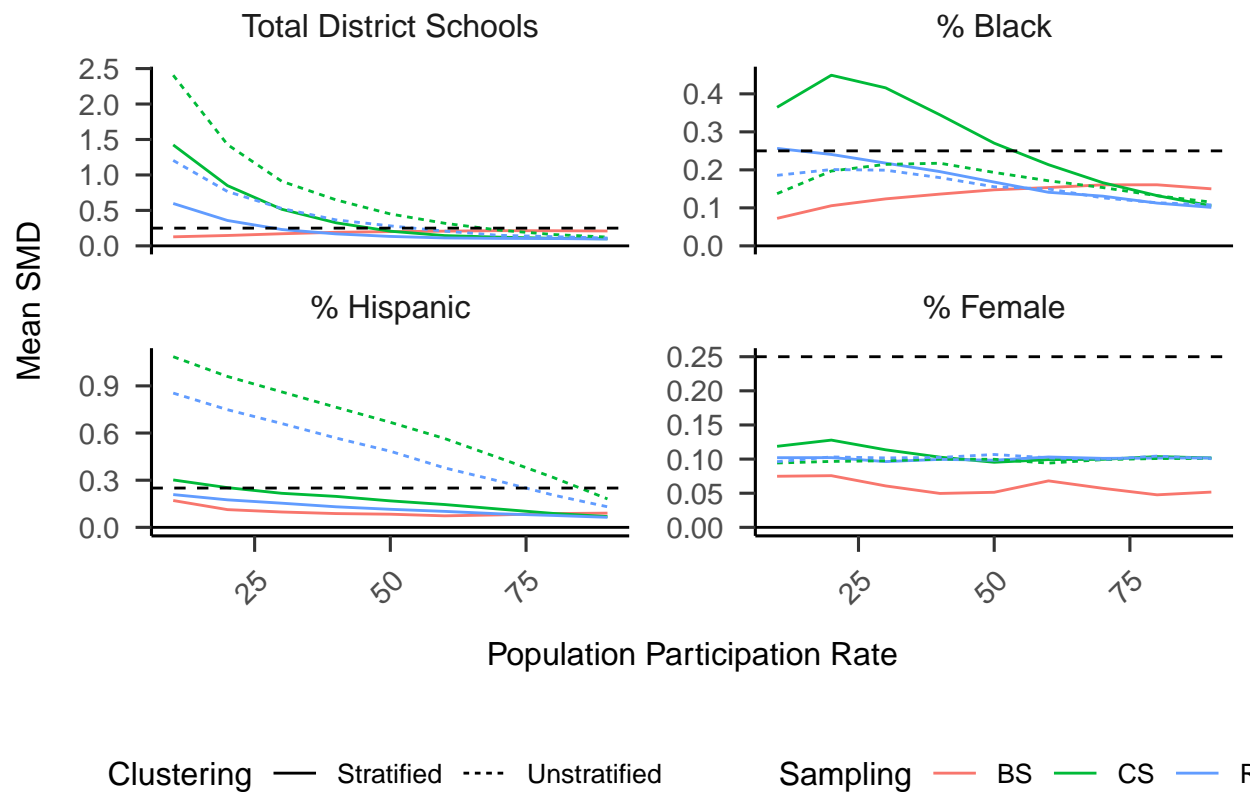 Total District Schools
% Black
2.5
2.0
1.5
1.0
0.5
0.0
0.4
0.3
0.2
0.1
0.0
Mean SMD
% Hispanic
% Female
0.9
0.6
0.3
0.0
0.25
0.20
0.15
0.10
0.05
0.00
25 50 75
25 50 75
Population Participation Rate
Clustering Stratified Unstratified Sampling BS CS